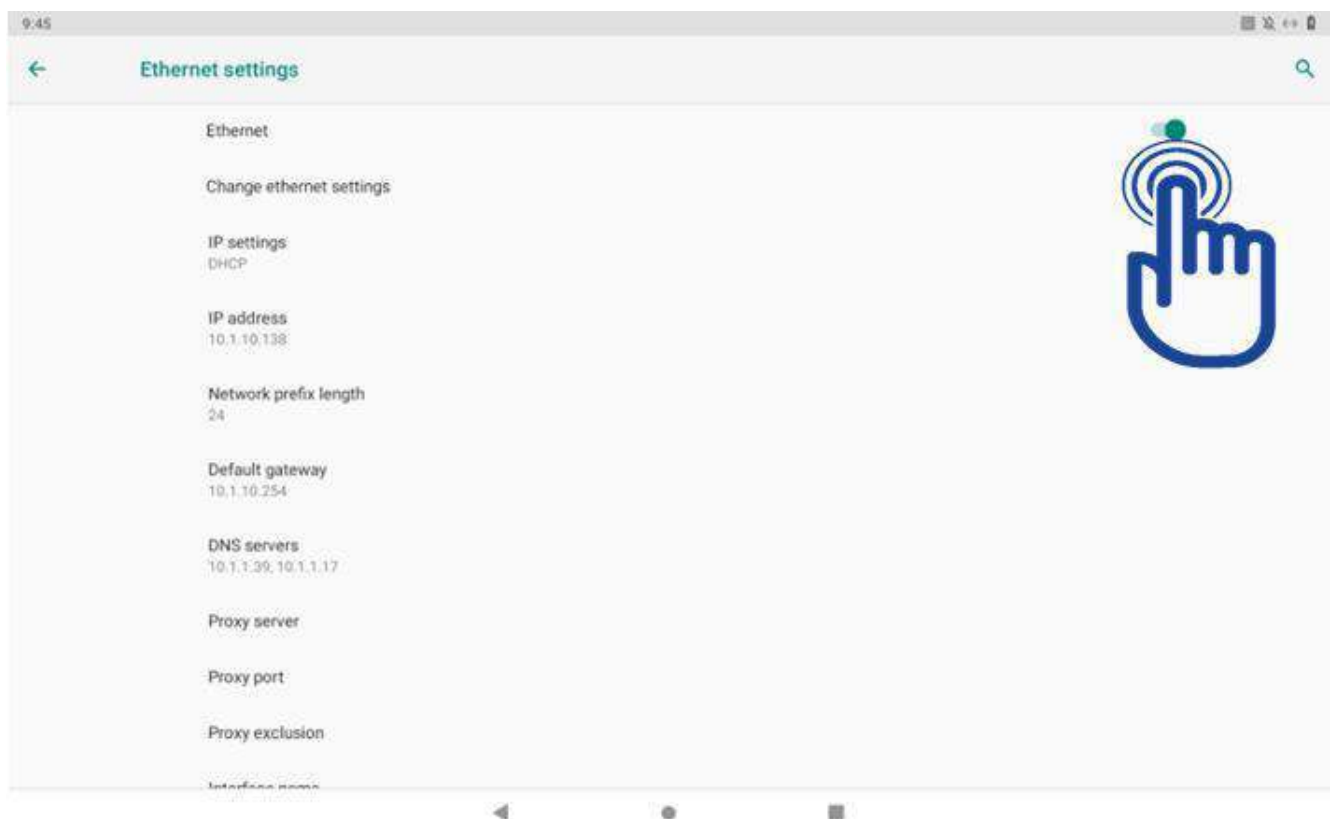 9:45
Ethernet settings
Ethernet
Change ethernet settings
IP settings
DHCP
IP address
10.1.10.138
Network prefix length
24
Default gateway
10.1.10.254
DNS servers
10.1.1.39, 10.1.1.17
Proxy server
Proxy port
Proxy exclusion
Interface name